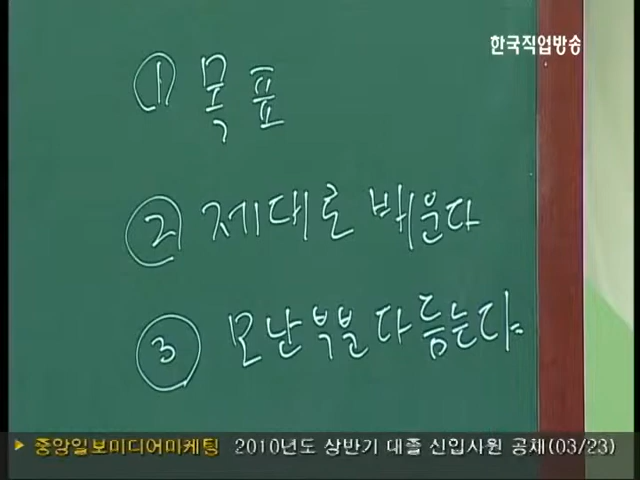 한국직업방송
① 목표
② 제대로 배운다
③ 모난 부분 다듬는다.
▶ 중앙일보미디어마케팅 2010년도 상반기 대졸 신입사원 공채(03/23)